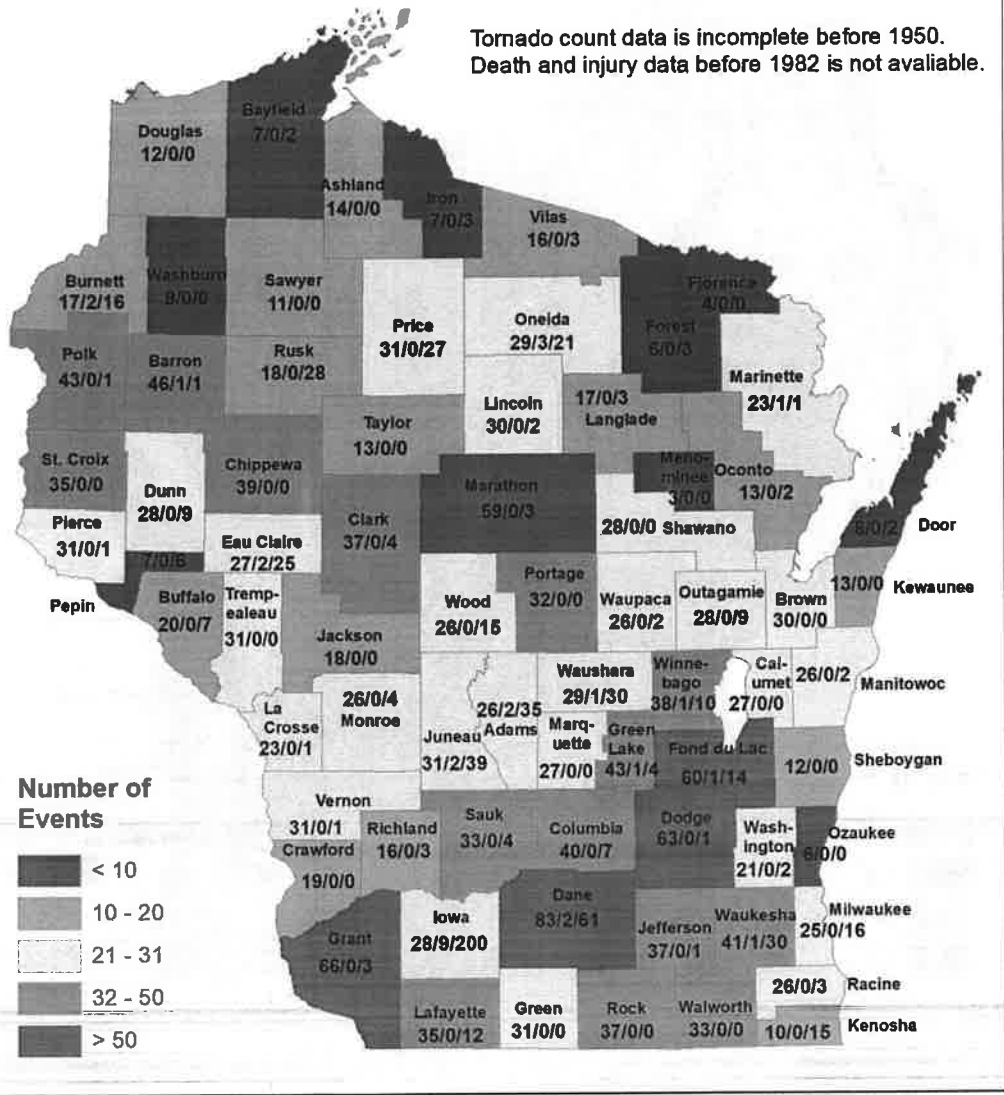 Tornado count data is incomplete before 1950.
Death and injury data before 1982 is not avaliable.
Bayfield
7/0/2
Douglas
12/0/0
Ashland
14/0/0
Iron
7/0/3
Vilas
16/0/3
Burnett
17/2/16
Washburn
Sawyer
11/0/0
Florence
4/0/0
Price
31/0/27
Oneida
29/3/21
Forest
6/0/3
Polk
43/0/1
Barron
46/1/1
Rusk
18/0/28
Marinette
23/1/1
Lincoln
30/0/2
17/0/3
Langlade
Taylor
13/0/0
St. Croix
35/0/0
Dunn
28/0/9
Chippewa
39/0/0
Marathon
59/0/3
Meno-
minee
3/0/0
Oconto
13/0/2
Clark
37/0/4
Pierce
31/0/1
Eau Claire
27/2/25
28/0/0 Shawano
Door
7/0/6
Pepin
Buffalo
20/0/7
Tremp-
ealeau
31/0/0
Jackson
18/0/0
Wood
26/0/15
Portage
32/0/0
Waupaca
26/0/2
Outagamie
28/0/9
Brown
30/0/0
13/0/0
Kewaunee
La
Crosse
23/0/1
26/0/4
Monroe
Juneau
31/2/39
26/2/35
Adams
Waushara
29/1/30
Marq-
uette
27/0/0
Winne-
bago
38/1/10
Cal-
umet
27/0/0
26/0/2
Manitowoc
Green
Lake
43/1/4
Fond du Lac
60/1/14
12/0/0
Sheboygan
Vernon
31/0/1
Crawford
19/0/0
Richland
16/0/3
Sauk
33/0/4
Columbia
40/0/7
Dodge
63/0/1
Wash-
ington
21/0/2
Ozaukee
6/0/0
Grant
66/0/3
Iowa
28/9/200
Dane
83/2/61
Jefferson
37/0/1
Waukesha
41/1/30
Milwaukee
25/0/16
Lafayette
35/0/12
Green
31/0/0
Rock
37/0/0
Walworth
33/0/0
26/0/3
Racine
10/0/15
Kenosha
Number of
Events
< 10
10 - 20
21 - 31
32 - 50
> 50